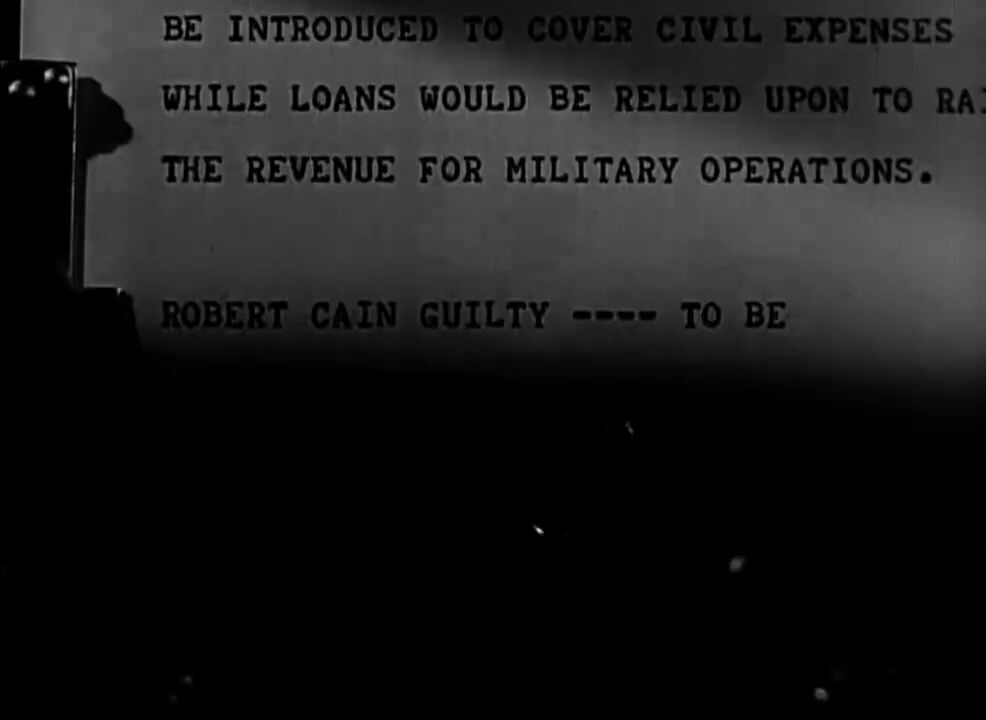 BE INTRODUCED TO COVER CIVIL EXPENSES
WHILE LOANS WOULD BE RELIED UPON TO
THE REVENUE FOR MILITARY OPERATIONS.
ROBERT CAIN GUILTY ---- TO BE